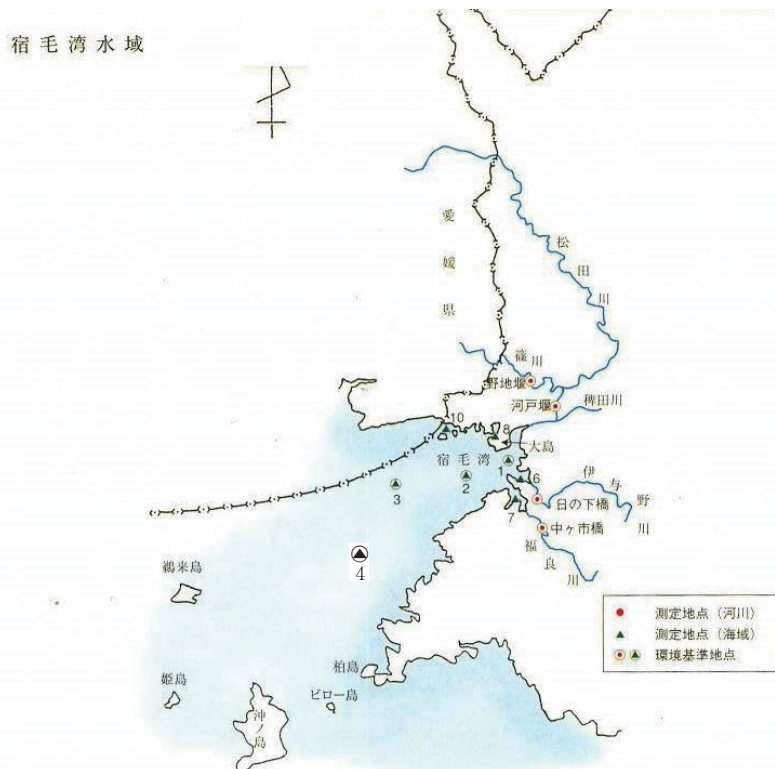 宿毛湾水域
愛媛県
松田川
篠川
野地堰
河戸堰
稗田川
10
8
大島
宿毛湾
1
2
3
6
伊与野川
日の下橋
7
中ヶ市橋
福良川
4
鵜来島
柏島
姫島
ビロー島
沖ノ島
測定地点(河川)
測定地点(海域)
環境基準地点